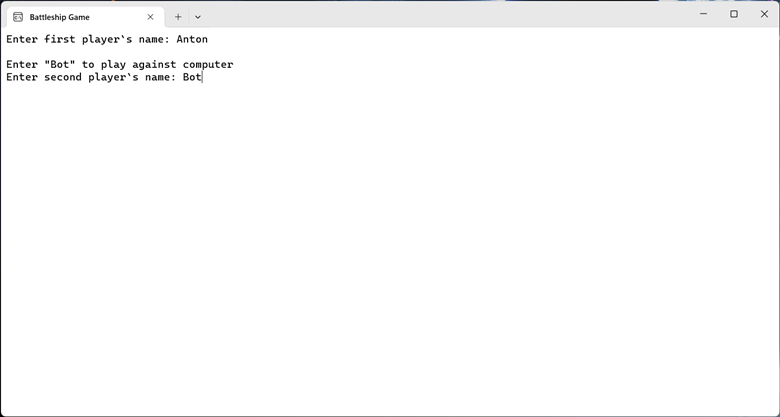 Battleship Game
Enter first player`s name: Anton
Enter "Bot" to play against computer
Enter second player`s name: Bot